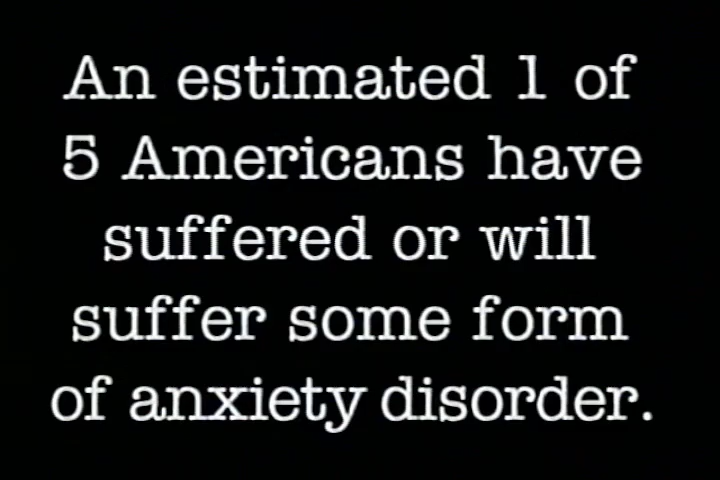 An estimated 1 of
5 Americans have
suffered or will
suffer some form
of anxiety disorder.